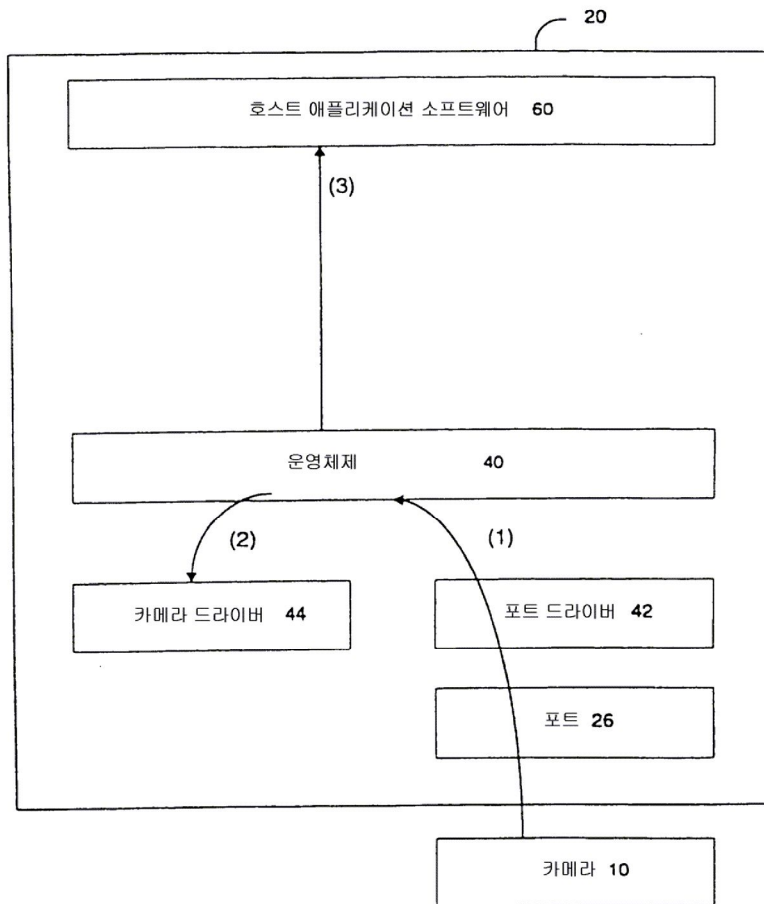 20
호스트 애플리케이션 소프트웨어 60
(3)
운영체제 40
(2)
(1)
카메라 드라이버 44
포트 드라이버 42
포트 26
카메라 10